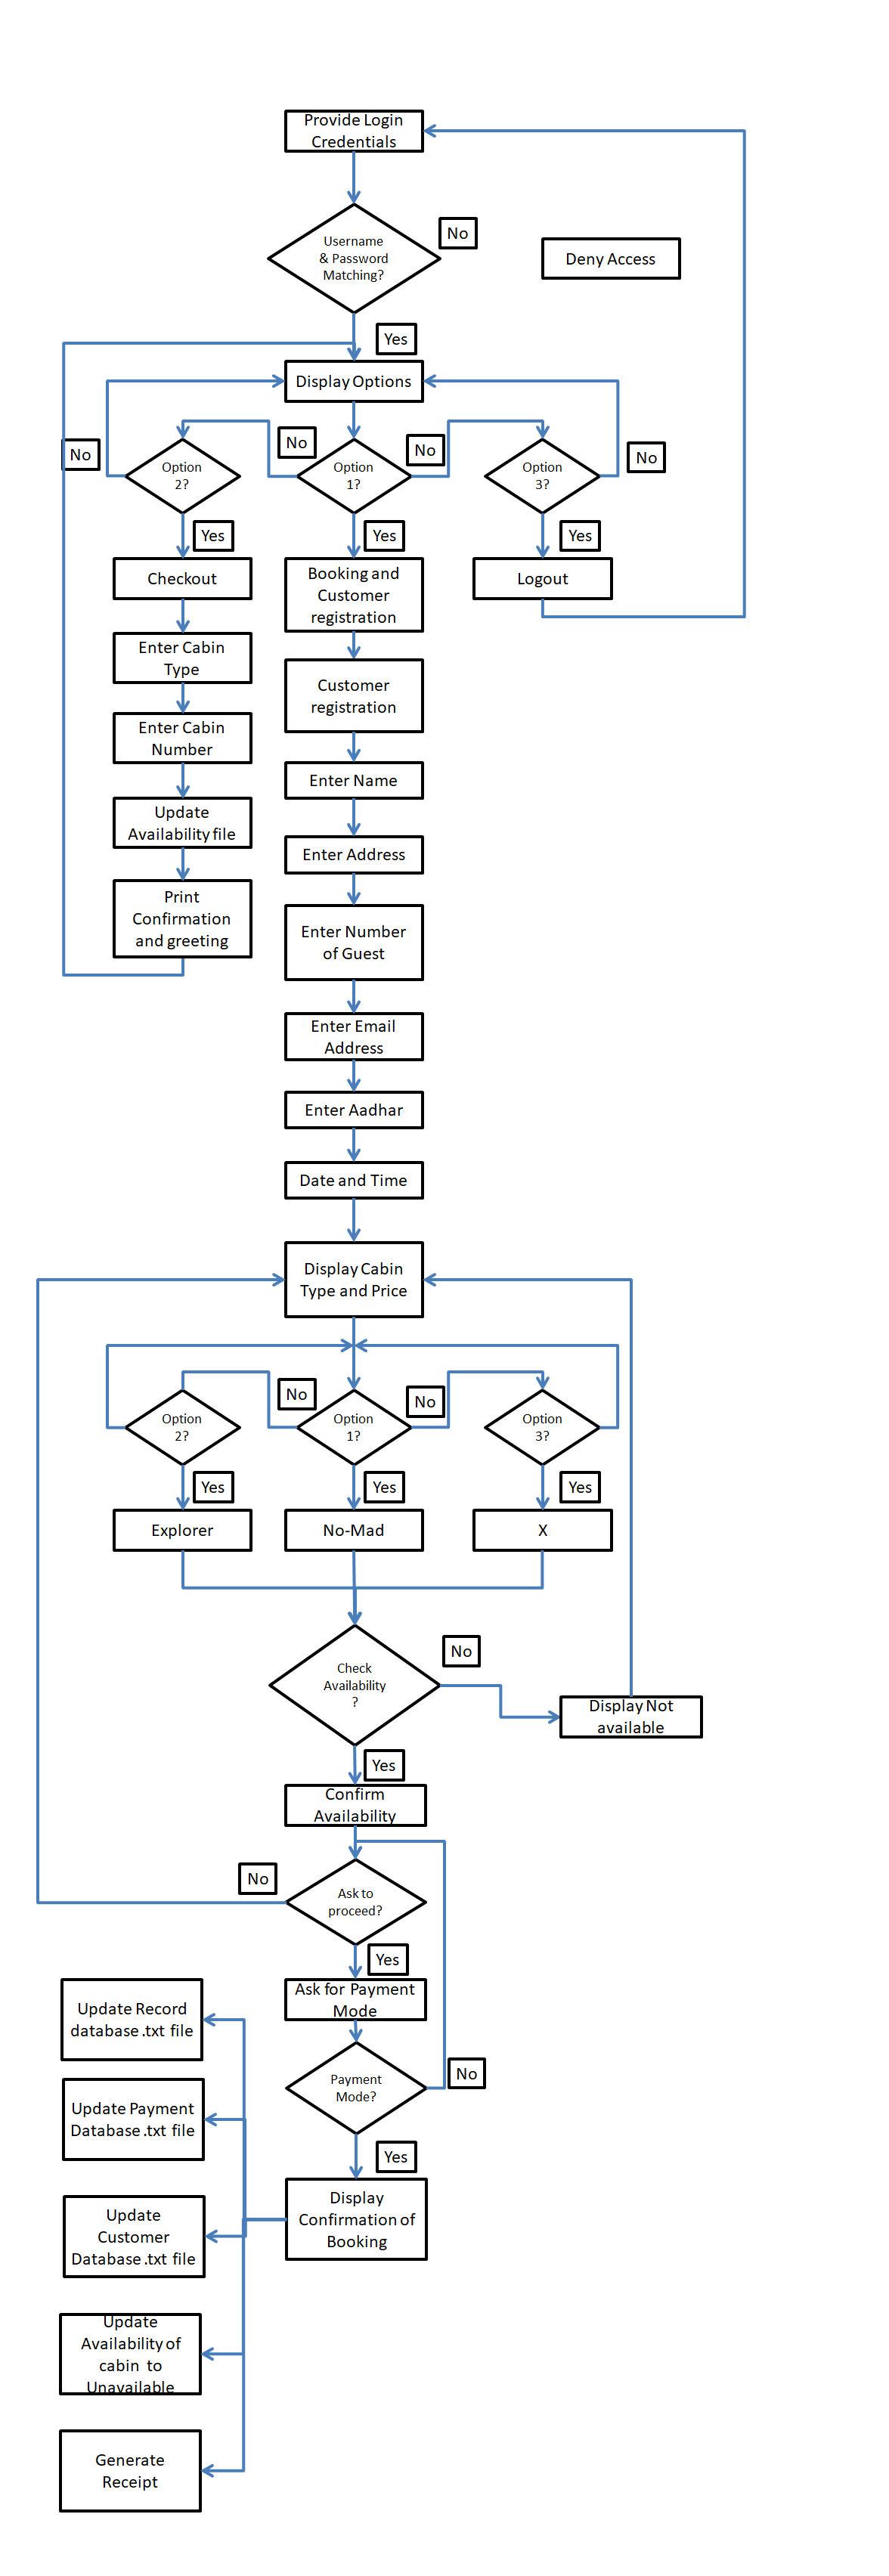 Provide Login
Credentials
Username
& Password
Matching?
No
Deny Access
Yes
Display Options
No
Option
2?
No
Option
1?
No
Option
3?
No
Yes
Yes
Yes
Checkout
Booking and
Customer
registration
Logout
Enter Cabin
Type
Customer
registration
Enter Cabin
Number
Enter Name
Update
Availability file
Enter Address
Print
Confirmation
and greeting
Enter Number
of Guest
Enter Email
Address
Enter Aadhar
Date and Time
Display Cabin
Type and Price
Option
2?
No
Option
1?
No
Option
3?
Yes
Yes
Yes
Explorer
No-Mad
X
Check
Availability
?
No
Display Not
available
Yes
Confirm
Availability
No
Ask to
proceed?
Yes
Ask for Payment
Mode
Update Record
database .txt file
Payment
Mode?
No
Update Payment
Database .txt file
Yes
Display
Confirmation of
Booking
Update
Customer
Database .txt file
Update
Availability of
cabin to
Unavailable
Generate
Receipt